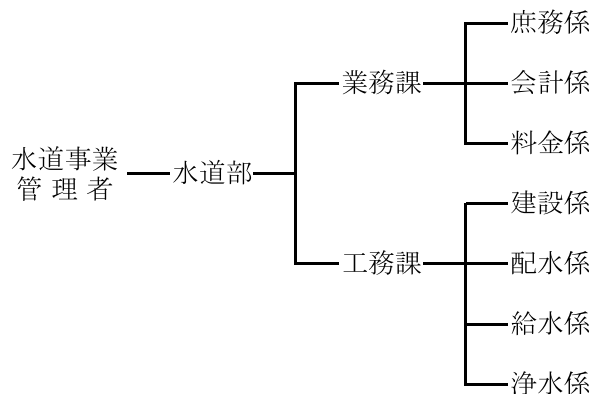 水道事業
管理者
水道部
業務課
庶務係
会計係
料金係
工務課
建設係
配水係
給水係
浄水係